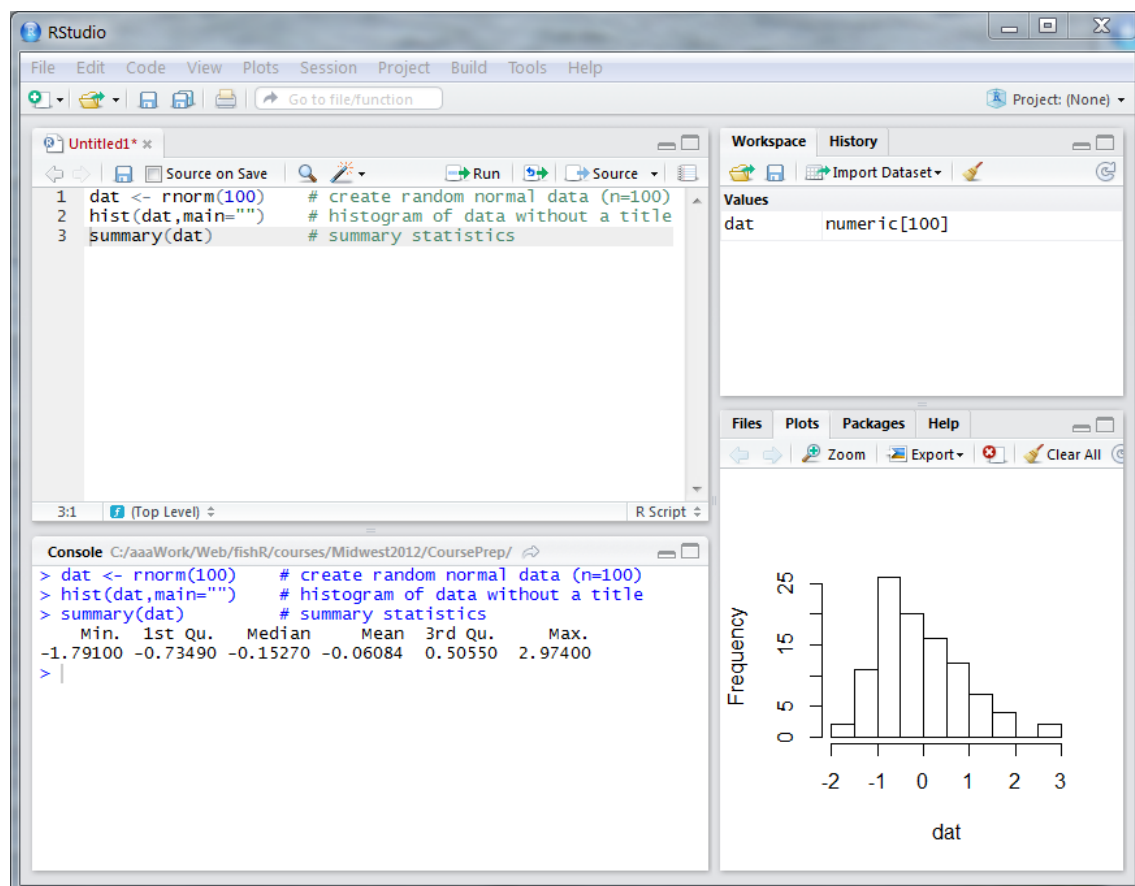 RStudio
File Edit Code View Plots Session Project Build Tools Help
Go to file/function
Project: (None)
Untitled1*
Source on Save
Run
Source
1 dat <- rnorm(100) # create random normal data (n=100)
2 hist(dat,main="") # histogram of data without a title
3 summary(dat) # summary statistics
3:1 (Top Level) R Script
Console C:/aaaWork/Web/fishR/courses/Midwest2012/CoursePrep/
> dat <- rnorm(100) # create random normal data (n=100)
> hist(dat,main="") # histogram of data without a title
> summary(dat) # summary statistics
Min. 1st Qu. Median Mean 3rd Qu. Max.
-1.79100 -0.73490 -0.15270 -0.06084 0.50550 2.97400
>
Workspace History
Import Dataset
Values
dat numeric[100]
Files Plots Packages Help
Zoom Export Clear All
Frequency
25
15
5
0
-2 -1 0 1 2 3
dat